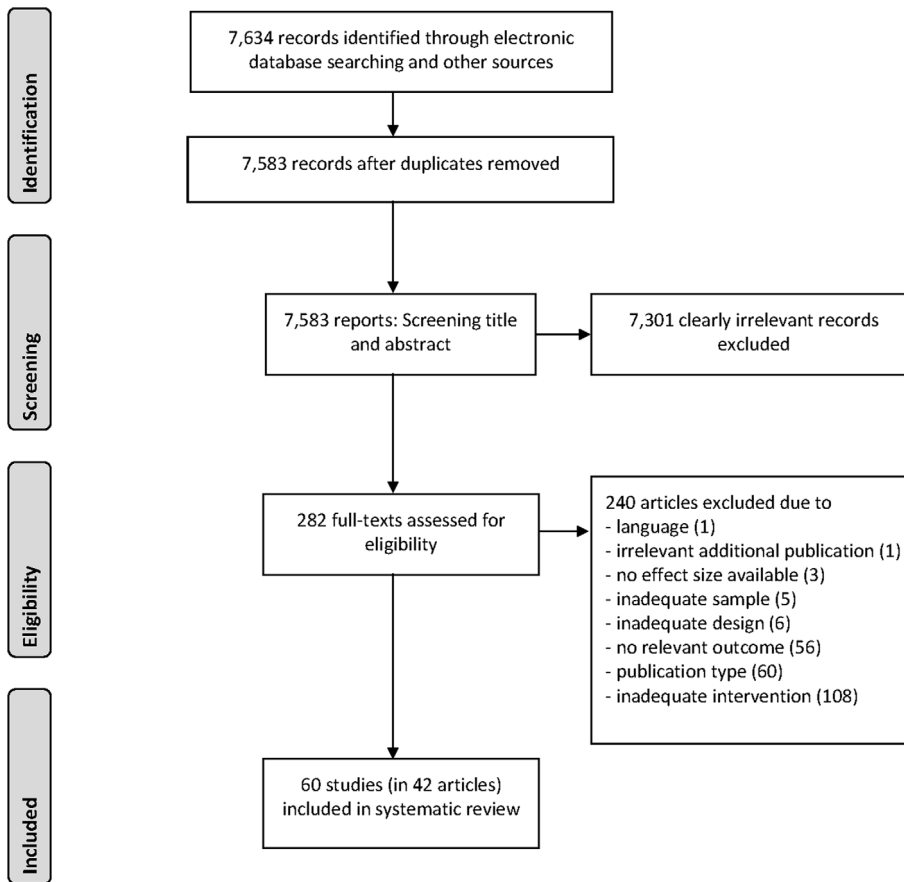 Identification
7,634 records identified through electronic
database searching and other sources
7,583 records after duplicates removed
Screening
7,583 reports: Screening title
and abstract
7,301 clearly irrelevant records
excluded
Eligibility
282 full-texts assessed for
eligibility
240 articles excluded due to
- language (1)
- irrelevant additional publication (1)
- no effect size available (3)
- inadequate sample (5)
- inadequate design (6)
- no relevant outcome (56)
- publication type (60)
- inadequate intervention (108)
Included
60 studies (in 42 articles)
included in systematic review